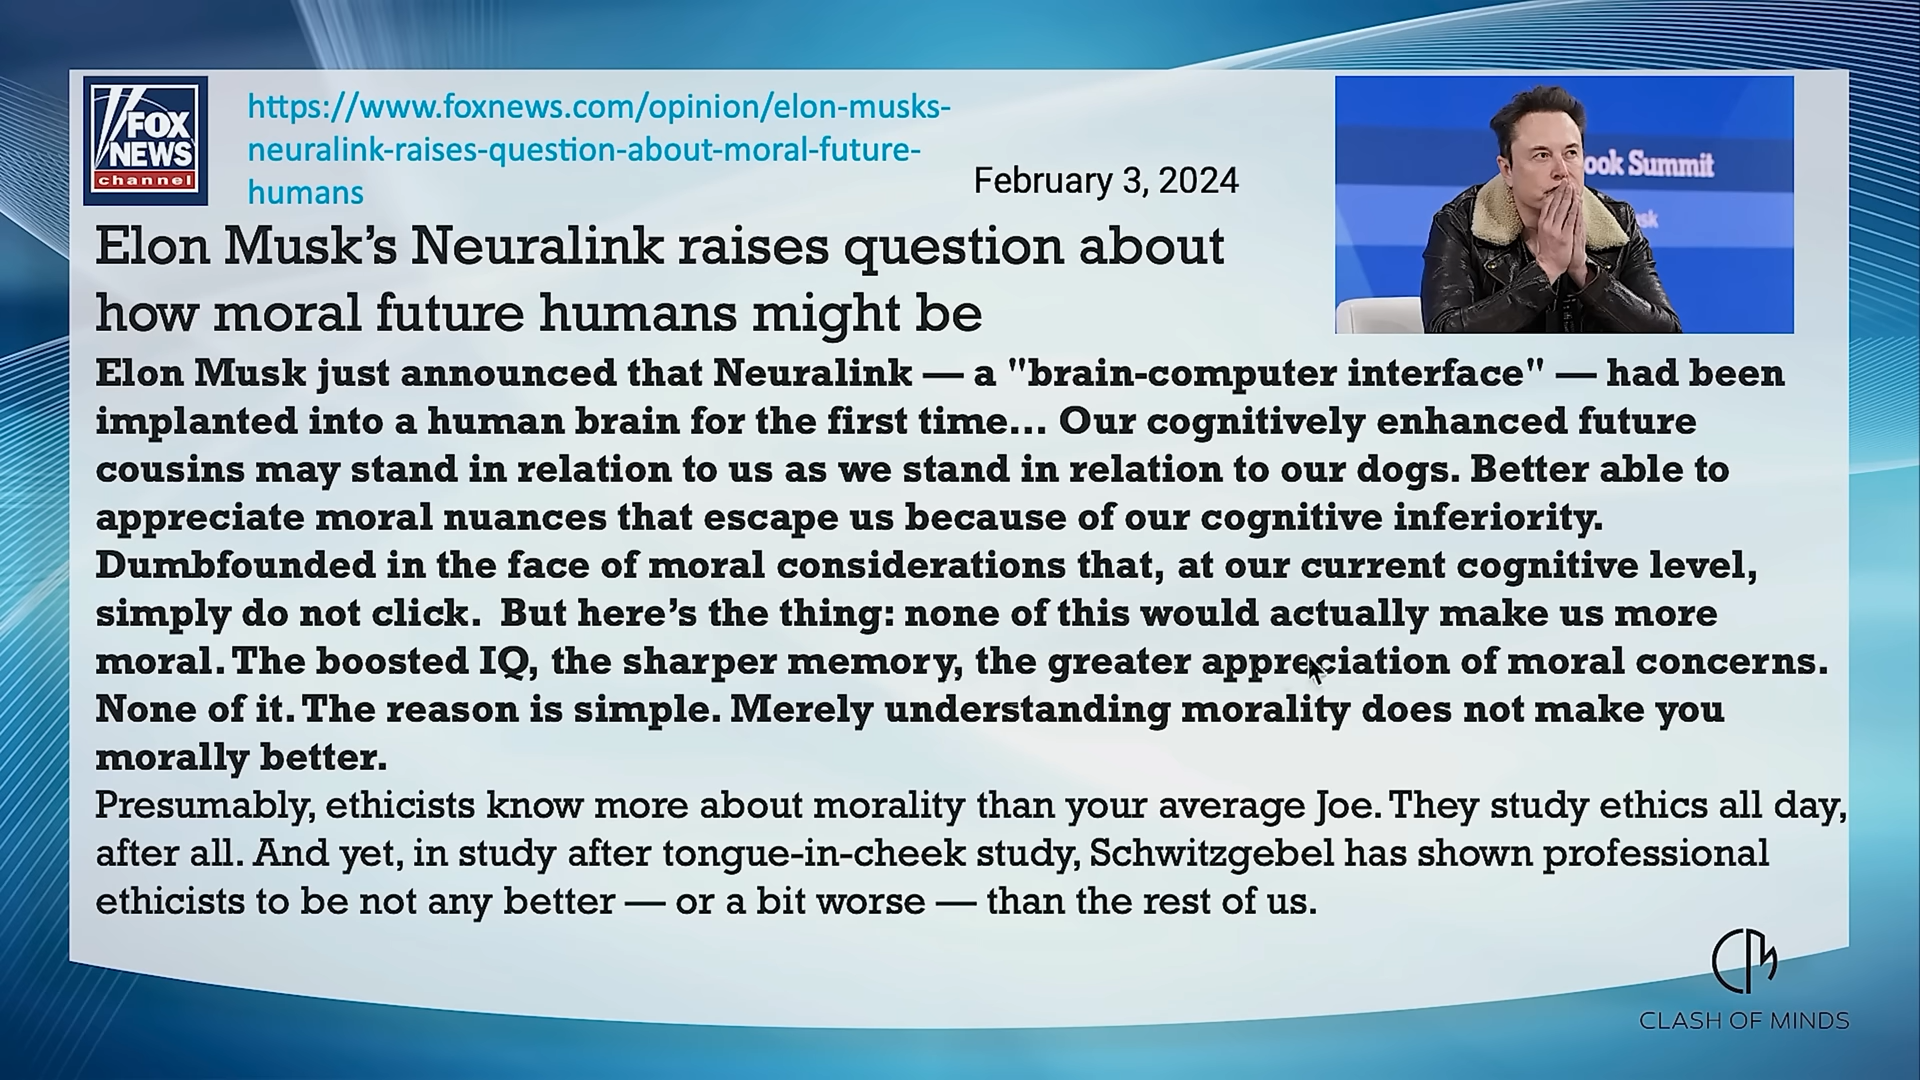 FOX
NEWS
channel
https://www.foxnews.com/opinion/elon-musks-
neuralink-raises-question-about-moral-future-
humans
February 3, 2024
ook Summit
sk
Elon Musk’s Neuralink raises question about
how moral future humans might be
Elon Musk just announced that Neuralink — a "brain-computer interface" — had been
implanted into a human brain for the first time... Our cognitively enhanced future
cousins may stand in relation to us as we stand in relation to our dogs. Better able to
appreciate moral nuances that escape us because of our cognitive inferiority.
Dumbfounded in the face of moral considerations that, at our current cognitive level,
simply do not click.  But here’s the thing: none of this would actually make us more
moral. The boosted IQ, the sharper memory, the greater appreciation of moral concerns.
None of it. The reason is simple. Merely understanding morality does not make you
morally better.
Presumably, ethicists know more about morality than your average Joe. They study ethics all day,
after all. And yet, in study after tongue-in-cheek study, Schwitzgebel has shown professional
ethicists to be not any better — or a bit worse — than the rest of us.
CLASH OF MINDS